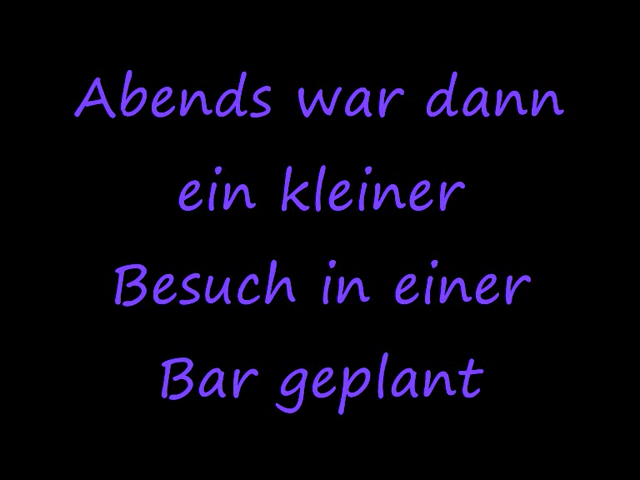 Abends war dann
ein kleiner
Besuch in einer
Bar geplant